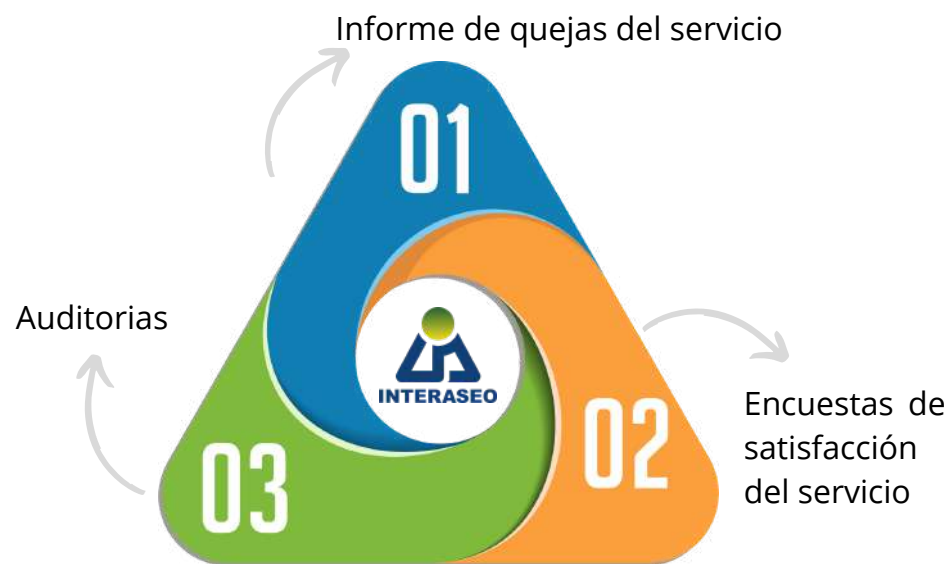 Informe de quejas del servicio
01
Auditorias
INTERASEO
Encuestas de
satisfacción
del servicio
02
03